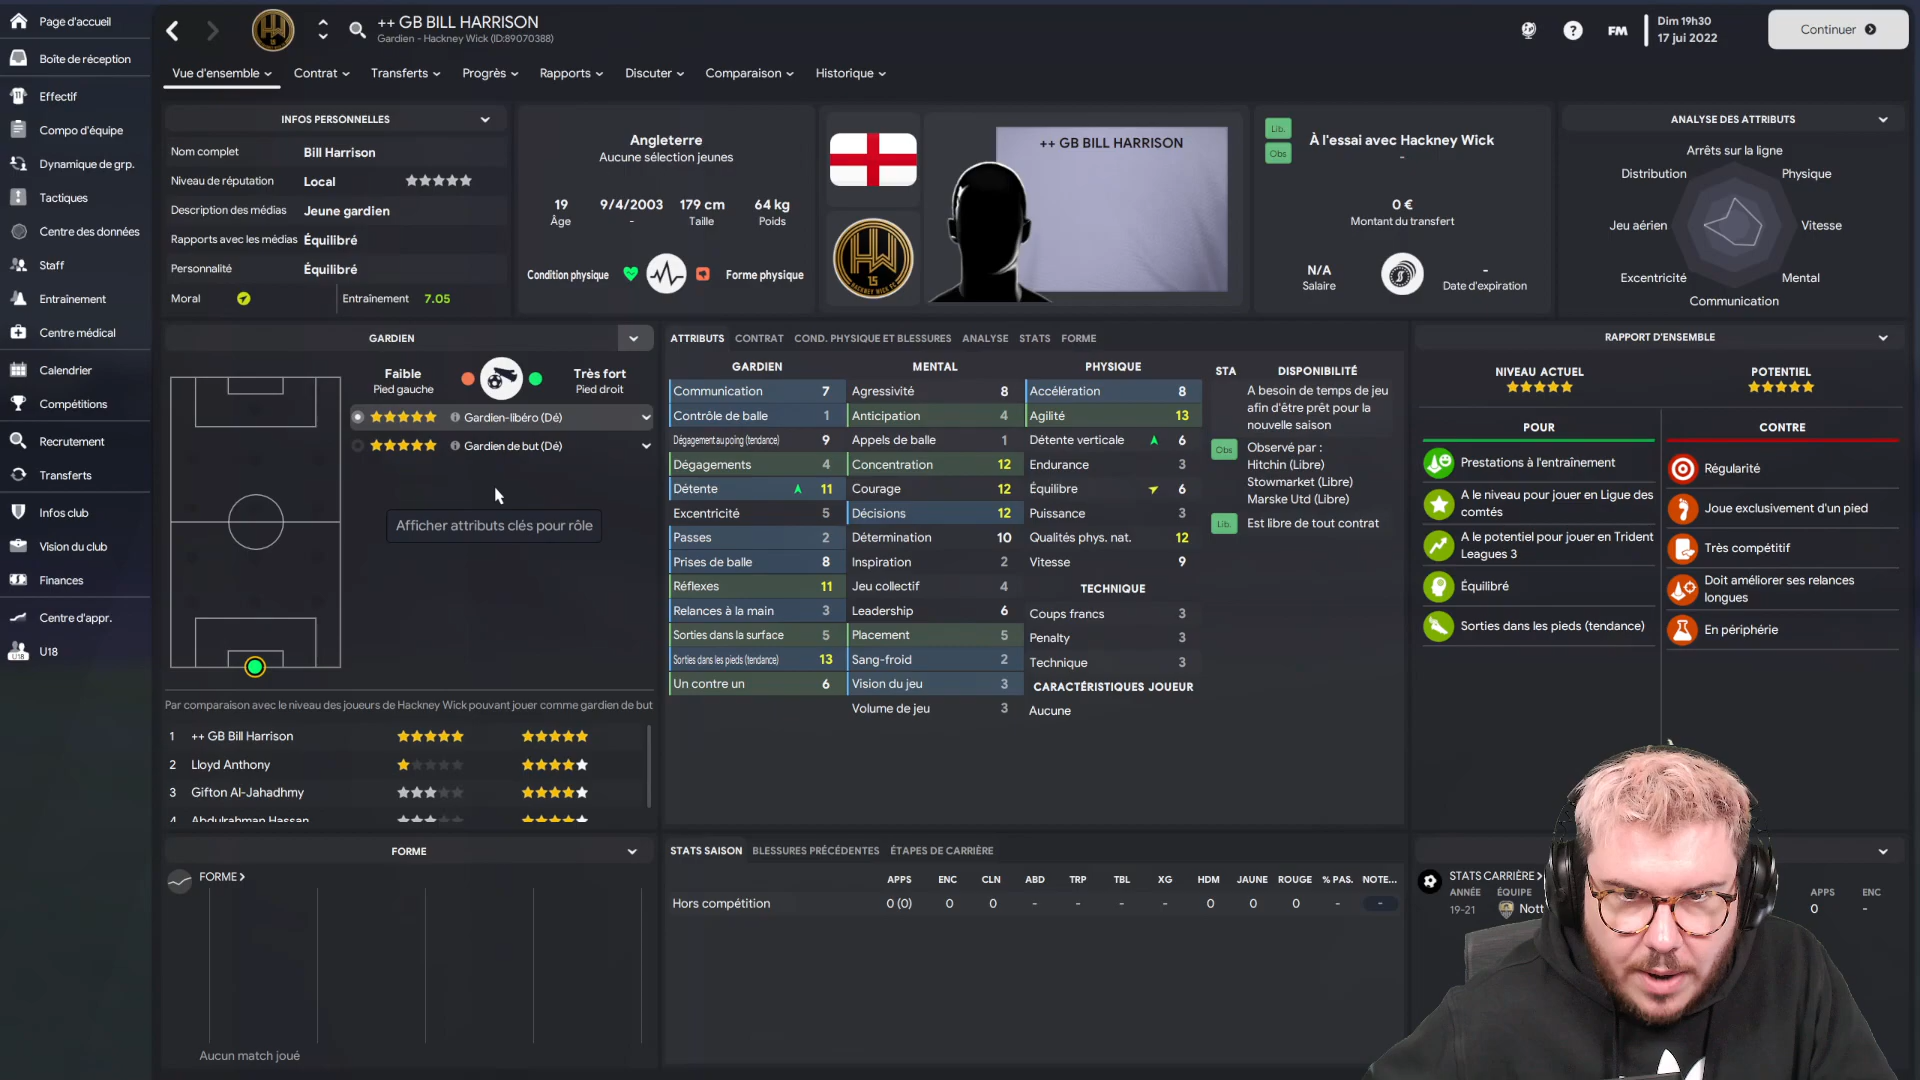 Page d'accueil
Boîte de réception
Effectif
Compo d'équipe
Dynamique de grp.
Tactiques
Centre des données
Staff
Entraînement
Centre médical
Calendrier
Compétitions
Recrutement
Transferts
Infos club
Vision du club
Finances
Centre d'appr.
U18
++ GB BILL HARRISON
Gardien - Hackney Wick (ID:89070388)
FM
Dim 19h30
17 jui 2022
Continuer
Vue d'ensemble
Contrat
Transferts
Progrès
Rapports
Discuter
Comparaison
Historique
INFOS PERSONNELLES
Nom complet Bill Harrison
Niveau de réputation Local
Description des médias Jeune gardien
Rapports avec les médias Équilibré
Personnalité Équilibré
Moral
Entraînement 7.05
Angleterre
Aucune sélection jeunes
19 9/4/2003 179 cm 64 kg
Âge - Taille Poids
Condition physique
Forme physique
++ GB BILL HARRISON
HACKNEY WICK FC
Lib.
Obs
À l'essai avec Hackney Wick
-
0 €
Montant du transfert
N/A
Salaire
-
Date d'expiration
ANALYSE DES ATTRIBUTS
Arrêts sur la ligne
Physique
Vitesse
Mental
Communication
Excentricité
Jeu aérien
Distribution
GARDIEN
Faible
Pied gauche
Très fort
Pied droit
Gardien-libéro (Dé)
Gardien de but (Dé)
Afficher attributs clés pour rôle
Par comparaison avec le niveau des joueurs de Hackney Wick pouvant jouer comme gardien de but
1 ++ GB Bill Harrison
2 Lloyd Anthony
3 Gifton Al-Jahadhmy
4 Abdulrahman Hassan
ATTRIBUTS CONTRAT COND. PHYSIQUE ET BLESSURES ANALYSE STATS FORME
GARDIEN
Communication 7
Contrôle de balle 1
Dégagement au poing (tendance) 9
Dégagements 4
Détente 11
Excentricité 5
Passes 2
Prises de balle 8
Réflexes 11
Relances à la main 3
Sorties dans la surface 5
Sorties dans les pieds (tendance) 13
Un contre un 6
MENTAL
Agressivité 8
Anticipation 4
Appels de balle 1
Concentration 12
Courage 12
Décisions 12
Détermination 10
Inspiration 2
Jeu collectif 4
Leadership 6
Placement 5
Sang-froid 2
Vision du jeu 3
Volume de jeu 3
PHYSIQUE
Accélération 8
Agilité 13
Détente verticale 6
Endurance 3
Équilibre 6
Puissance 3
Qualités phys. nat. 12
Vitesse 9
TECHNIQUE
Coups francs 3
Penalty 3
Technique 3
CARACTÉRISTIQUES JOUEUR
Aucune
STA DISPONIBILITÉ
A besoin de temps de jeu
afin d'être prêt pour la
nouvelle saison
Obs
Observé par :
Hitchin (Libre)
Stowmarket (Libre)
Marske Utd (Libre)
Lib.
Est libre de tout contrat
RAPPORT D'ENSEMBLE
NIVEAU ACTUEL
POTENTIEL
POUR
Prestations à l'entraînement
A le niveau pour jouer en Ligue des
comtés
A le potentiel pour jouer en Trident
Leagues 3
Équilibré
Sorties dans les pieds (tendance)
CONTRE
Régularité
Joue exclusivement d'un pied
Très compétitif
Doit améliorer ses relances
longues
En périphérie
FORME
FORME
Aucun match joué
STATS SAISON BLESSURES PRÉCÉDENTES ÉTAPES DE CARRIÈRE
APPS ENC CLN ABD TRP TBL XG HDM JAUNE ROUGE % PAS. NOTE...
Hors compétition 0 (0) 0 0 - - - - 0 0 0 - -
STATS CARRIÈRE
ANNÉE ÉQUIPE APPS ENC
19-21 Nott 0 -